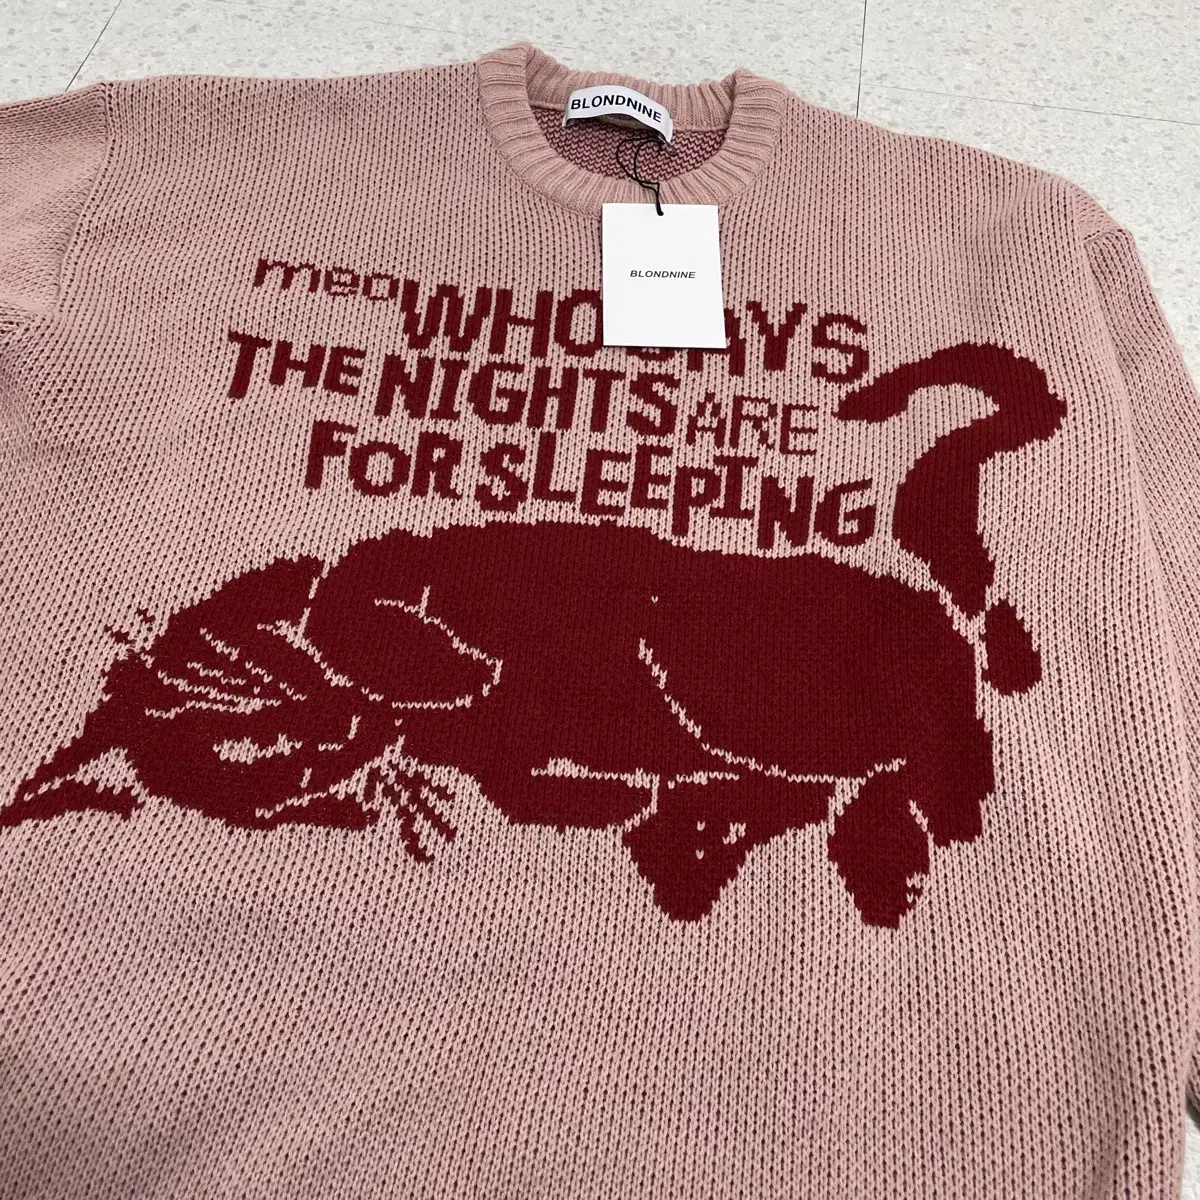 BLONDNINE
BLONDNINE
meoWHO SAYS
THE NIGHTS ARE
FOR SLEEPING